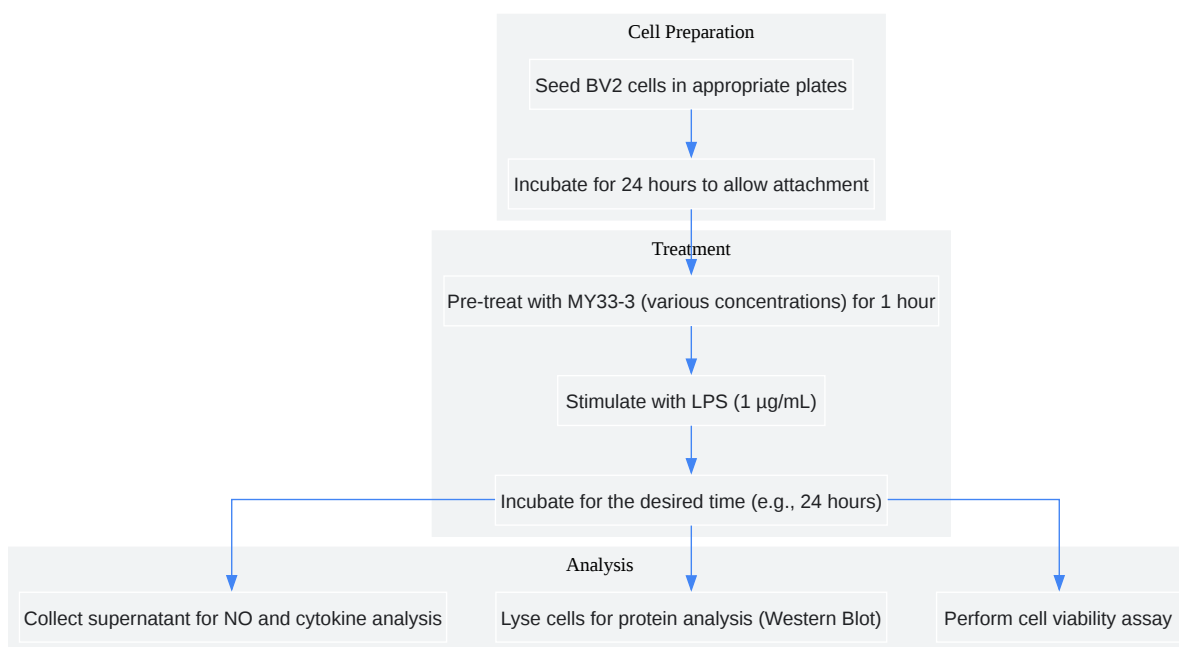 Cell Preparation
Seed BV2 cells in appropriate plates
Incubate for 24 hours to allow attachment
Treatment
Pre-treat with MY33-3 (various concentrations) for 1 hour
Stimulate with LPS (1 µg/mL)
Incubate for the desired time (e.g., 24 hours)
Analysis
Collect supernatant for NO and cytokine analysis
Lyse cells for protein analysis (Western Blot)
Perform cell viability assay